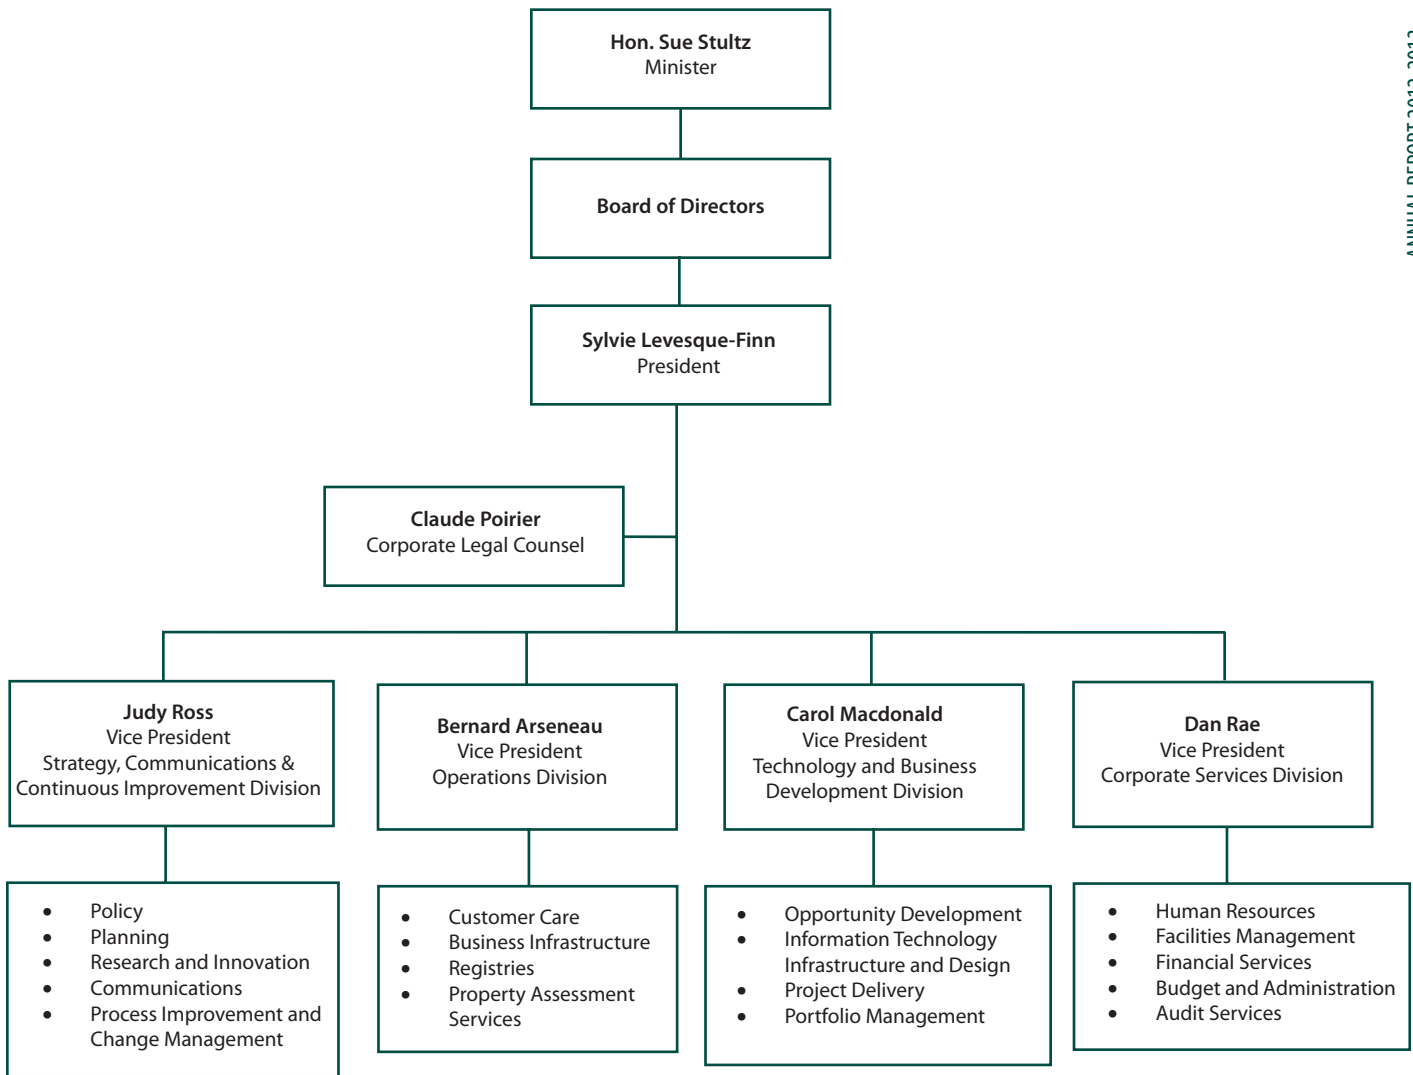 Hon. Sue Stultz
Minister
Board of Directors
Sylvie Levesque-Finn
President
Claude Poirier
Corporate Legal Counsel
Judy Ross
Vice President
Strategy, Communications &
Continuous Improvement Division
Bernard Arseneau
Vice President
Operations Division
Carol Macdonald
Vice President
Technology and Business
Development Division
Dan Rae
Vice President
Corporate Services Division
• Policy
• Planning
• Research and Innovation
• Communications
• Process Improvement and
Change Management
• Customer Care
• Business Infrastructure
• Registries
• Property Assessment
Services
• Opportunity Development
• Information Technology
Infrastructure and Design
• Project Delivery
• Portfolio Management
• Human Resources
• Facilities Management
• Financial Services
• Budget and Administration
• Audit Services
ANNUAL REPORT 2012-2013